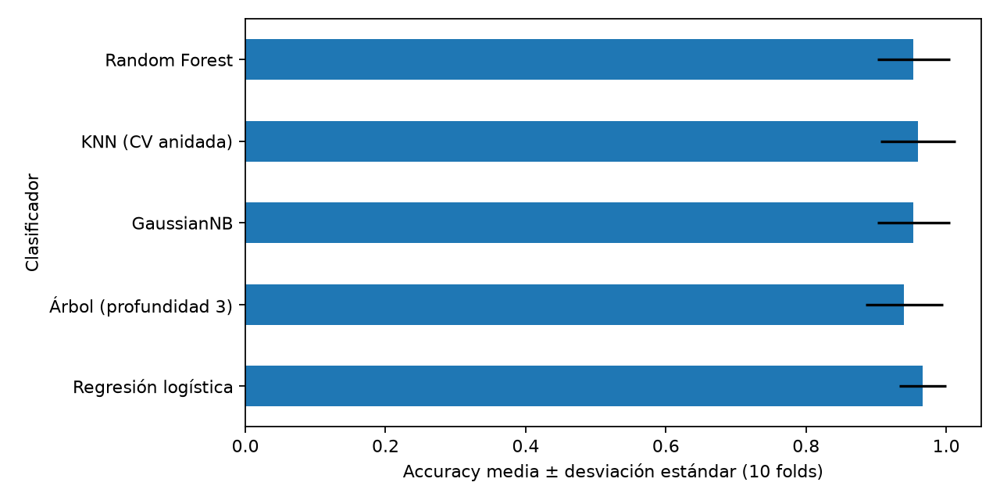 Random Forest
KNN (CV anidada)
GaussianNB
Árbol (profundidad 3)
Regresión logística
Clasificador
0.0 0.2 0.4 0.6 0.8 1.0
Accuracy media ± desviación estándar (10 folds)